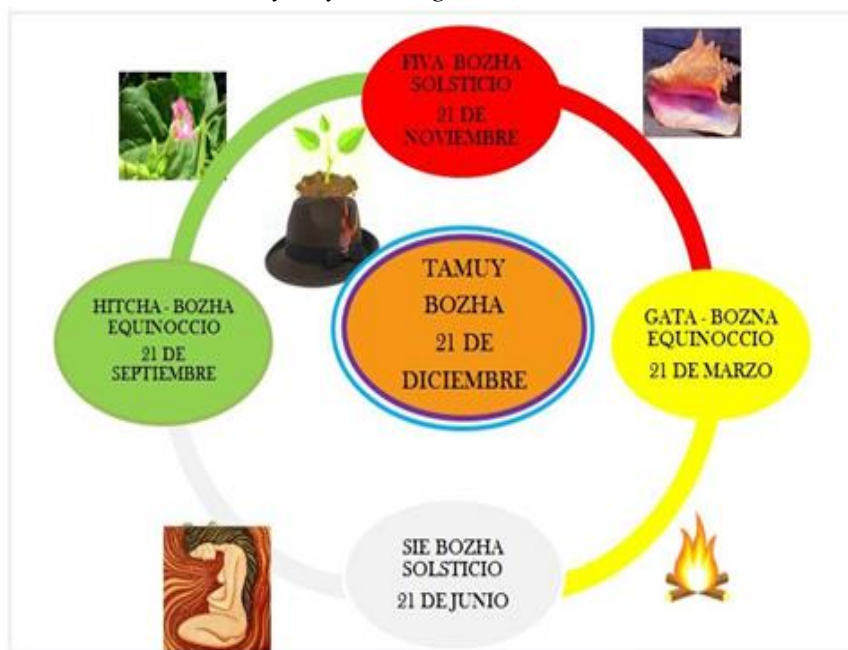 FIVA BOZHA
SOLSTICIO
21 DE
NOVIEMBRE
HITCHA - BOZHA
EQUINOCCIO
21 DE
SEPTIEMBRE
TAMUY
BOZHA
21 DE
DICIEMBRE
GATA - BOZNA
EQUINOCCIO
21 DE MARZO
SIE BOZHA
SOLSTICIO
21 DE JUNIO